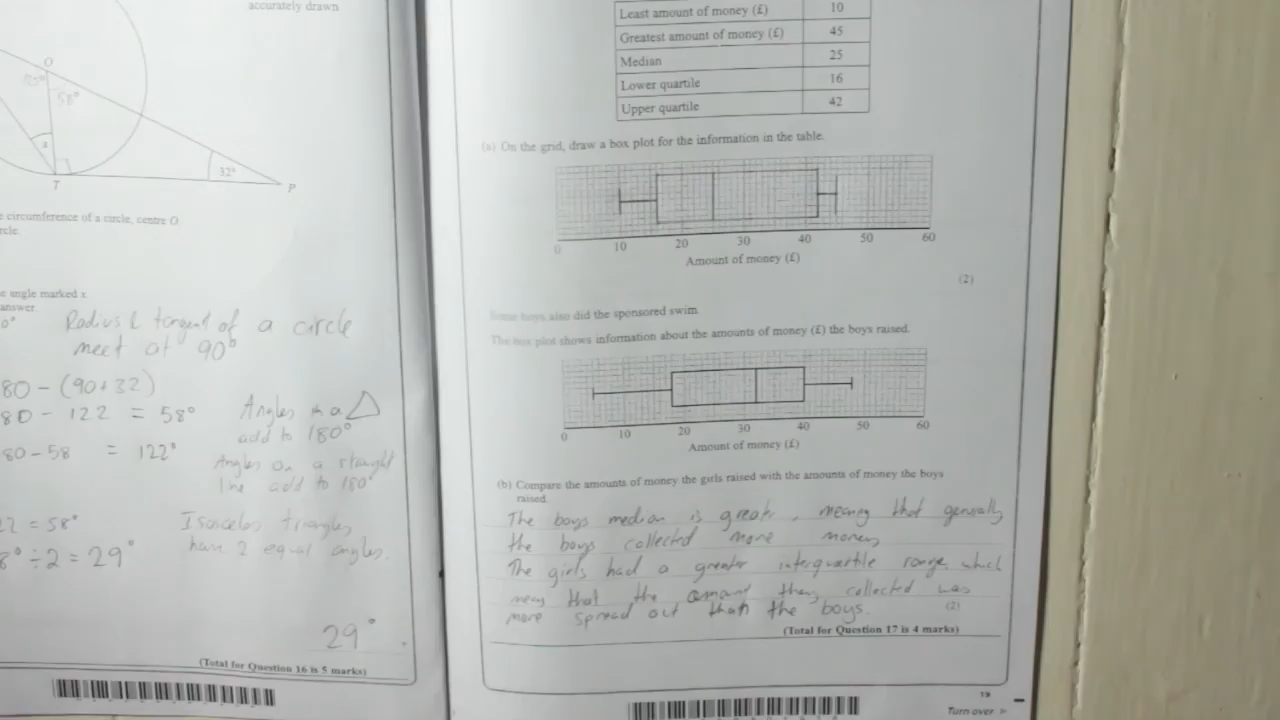 accurately drawn
O
122°
58°
x
32°
T
P
e circumference of a circle, centre O.
rcle.
e angle marked x.
answer.
0°
Radius & tangent of a circle
meet at 90°
80 - (90+32)
80 - 122 = 58°
Angles in a △
add to 180°
80 - 58 = 122°
Angles on a straight
line add to 180°
22 = 58°
Isosceles triangles
have 2 equal angles.
8° ÷ 2 = 29°
29°
(Total for Question 16 is 5 marks)
Least amount of money (£) 10
Greatest amount of money (£) 45
Median 25
Lower quartile 16
Upper quartile 42
(a) On the grid, draw a box plot for the information in the table.
0 10 20 30 40 50 60
Amount of money (£)
(2)
Some boys also did the sponsored swim.
The box plot shows information about the amounts of money (£) the boys raised.
0 10 20 30 40 50 60
Amount of money (£)
(b) Compare the amounts of money the girls raised with the amounts of money the boys
raised.
The boys median is greater, meaning that generally
the boys collected more money
The girls had a greater interquartile range which
means that the amount they collected was
more spread out than the boys.
(2)
(Total for Question 17 is 4 marks)
19
Turn over